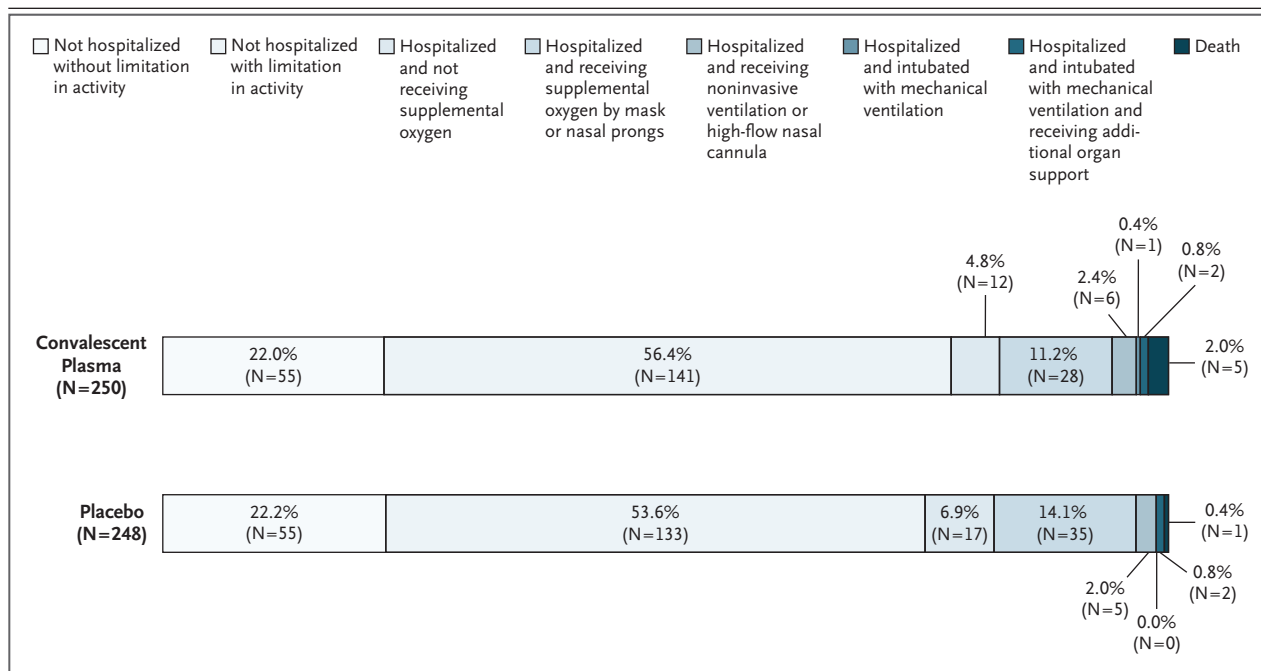 Not hospitalized
without limitation
in activity
Not hospitalized
with limitation
in activity
Hospitalized
and not
receiving
supplemental
oxygen
Hospitalized
and receiving
supplemental
oxygen by mask
or nasal prongs
Hospitalized
and receiving
noninvasive
ventilation or
high-flow nasal
cannula
Hospitalized
and intubated
with mechanical
ventilation
Hospitalized
and intubated
with mechanical
ventilation and
receiving addi-
tional organ
support
Death
Convalescent
Plasma
(N=250)
22.0%
(N=55)
56.4%
(N=141)
4.8%
(N=12)
11.2%
(N=28)
2.4%
(N=6)
0.4%
(N=1)
0.8%
(N=2)
2.0%
(N=5)
Placebo
(N=248)
22.2%
(N=55)
53.6%
(N=133)
6.9%
(N=17)
14.1%
(N=35)
2.0%
(N=5)
0.0%
(N=0)
0.8%
(N=2)
0.4%
(N=1)